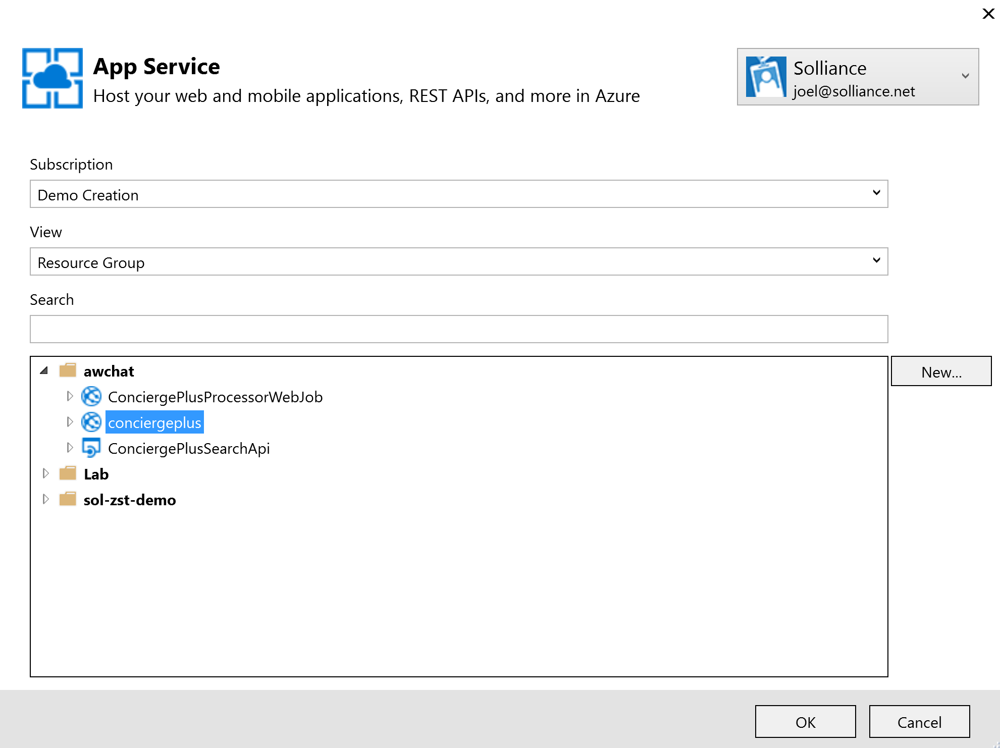 App Service
Host your web and mobile applications, REST APIs, and more in Azure
Solliance
joel@solliance.net
Subscription
Demo Creation
View
Resource Group
Search
awchat
ConciergePlusProcessorWebJob
conciergeplus
ConciergePlusSearchApi
Lab
sol-zst-demo
New...
OK
Cancel